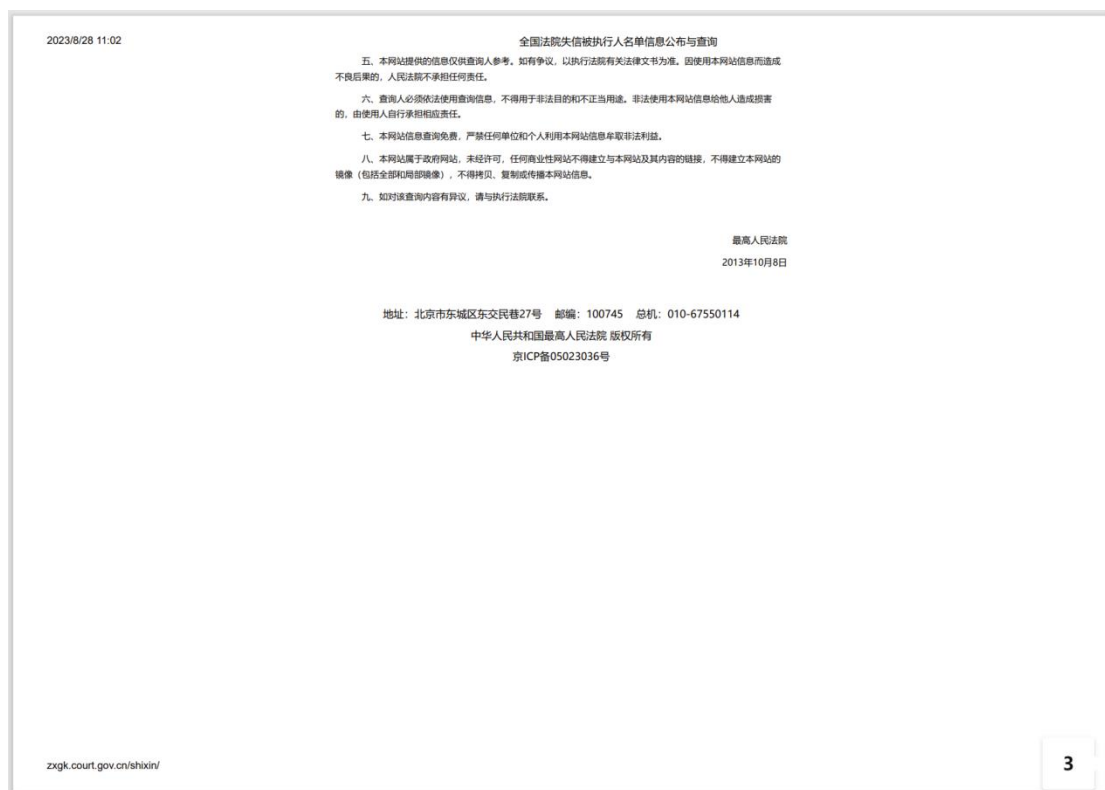 2023/8/28 11:02
全国法院失信被执行人名单信息公布与查询
五、本网站提供的信息仅供查询人参考。如有争议，以执行法院有关法律文书为准。因使用本网站信息而造成
不良后果的，人民法院不承担任何责任。
六、查询人必须依法使用查询信息，不得用于非法目的和不正当用途。非法使用本网站信息给他人造成损害
的，由使用人自行承担相应责任。
七、本网站信息查询免费，严禁任何单位和个人利用本网站信息牟取非法利益。
八、本网站属于政府网站，未经许可，任何商业性网站不得建立与本网站及其内容的链接，不得建立本网站的
镜像（包括全部和局部镜像），不得拷贝、复制或传播本网站信息。
九、如对该查询内容有异议，请与执行法院联系。
最高人民法院
2013年10月8日
地址：北京市东城区东交民巷27号 邮编：100745 总机：010-67550114
中华人民共和国最高人民法院 版权所有
京ICP备05023036号
zxgk.court.gov.cn/shixin/
3